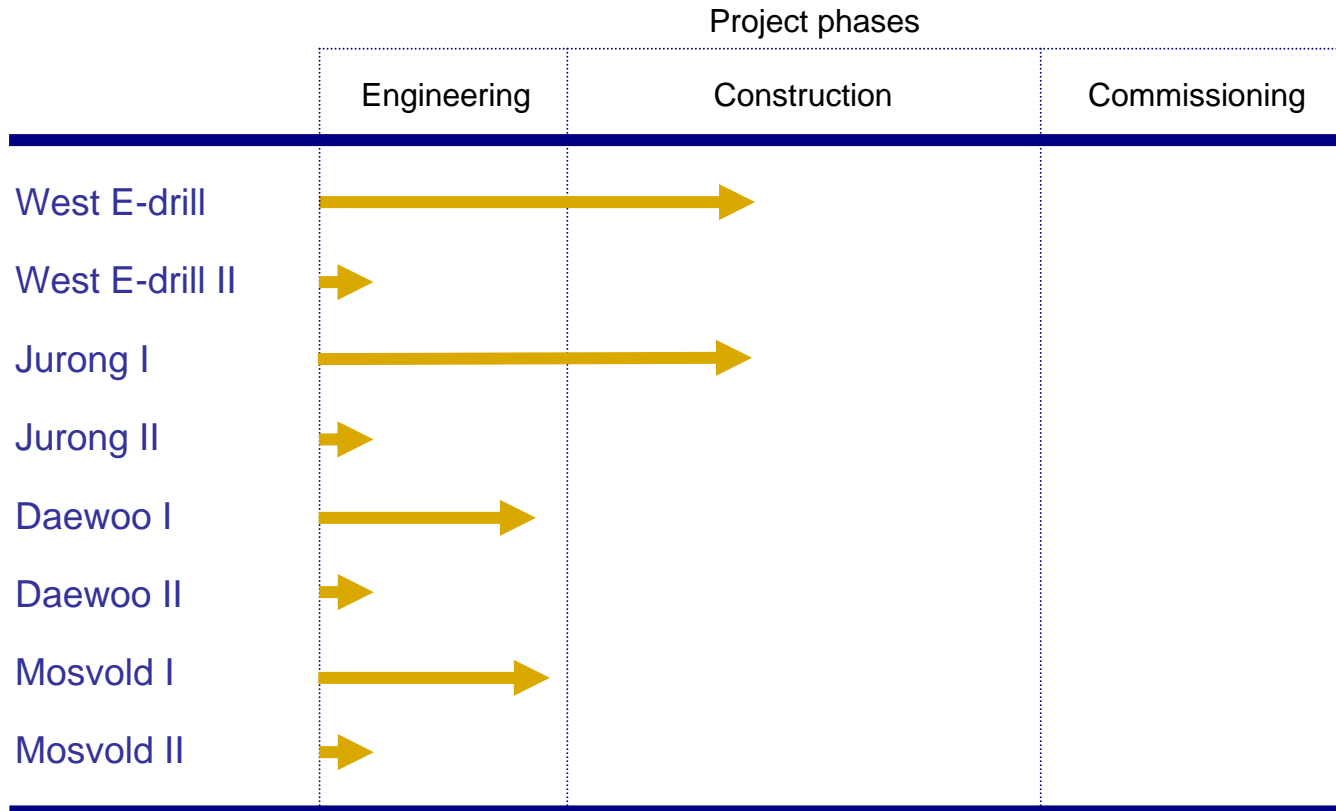 Project phases
Engineering Construction Commissioning
West E-drill
West E-drill II
Jurong I
Jurong II
Daewoo I
Daewoo II
Mosvold I
Mosvold II